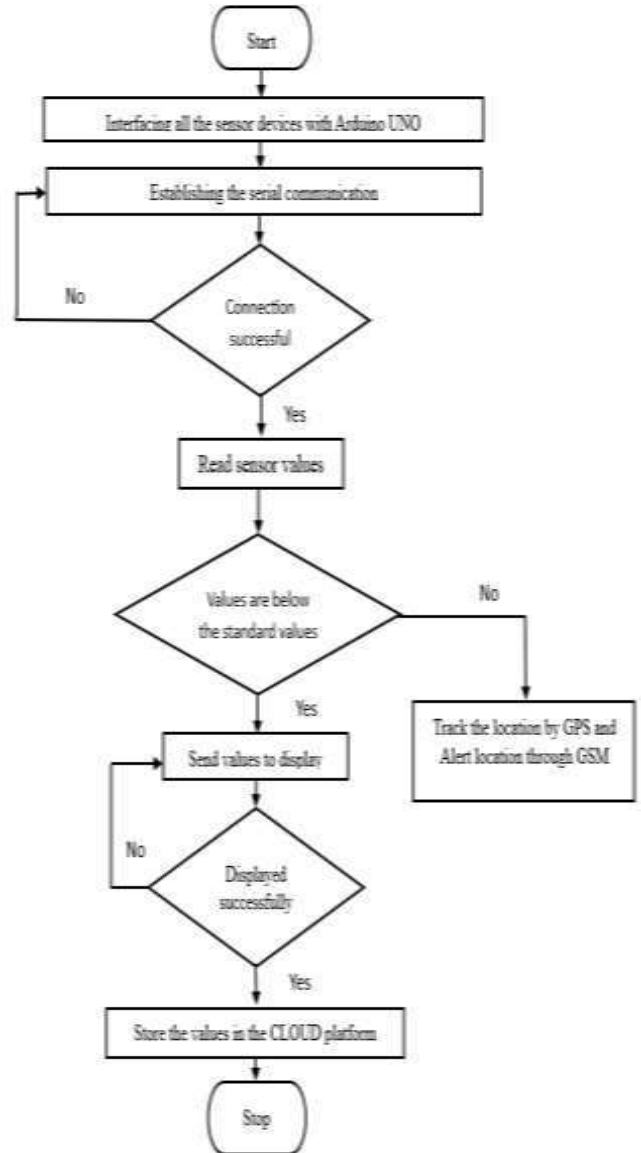 Start
Interfacing all the sensor devices with Arduino UNO
Establishing the serial communication
No
Connection
successful
Yes
Read sensor values
Values are below
the standard values
No
Yes
Send values to display
Track the location by GPS and
Alert location through GSM
No
Displayed
successfully
Yes
Store the values in the CLOUD platform
Stop